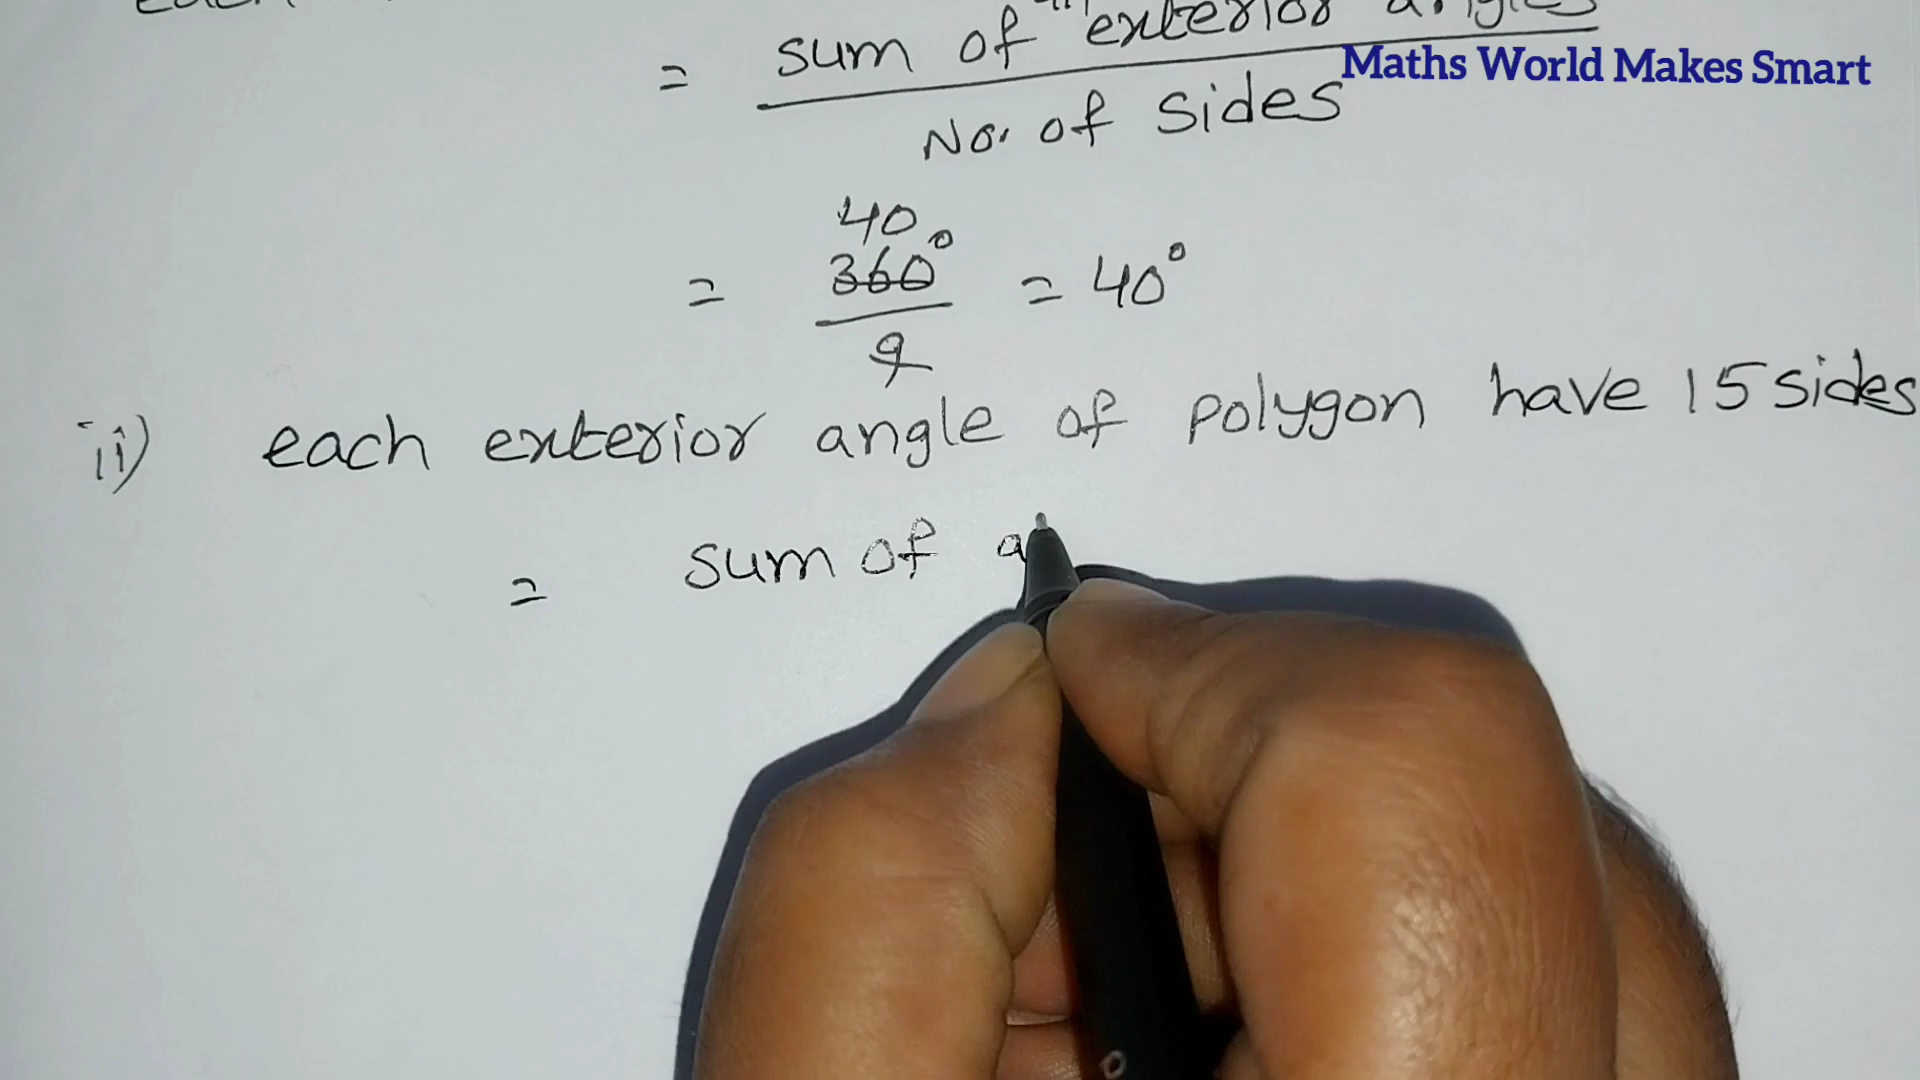 = sum of exterior angles
Maths World Makes Smart
No. of sides
40
= 360° = 40°
9
ii) each exterior angle of polygon have 15 sides
= sum of a